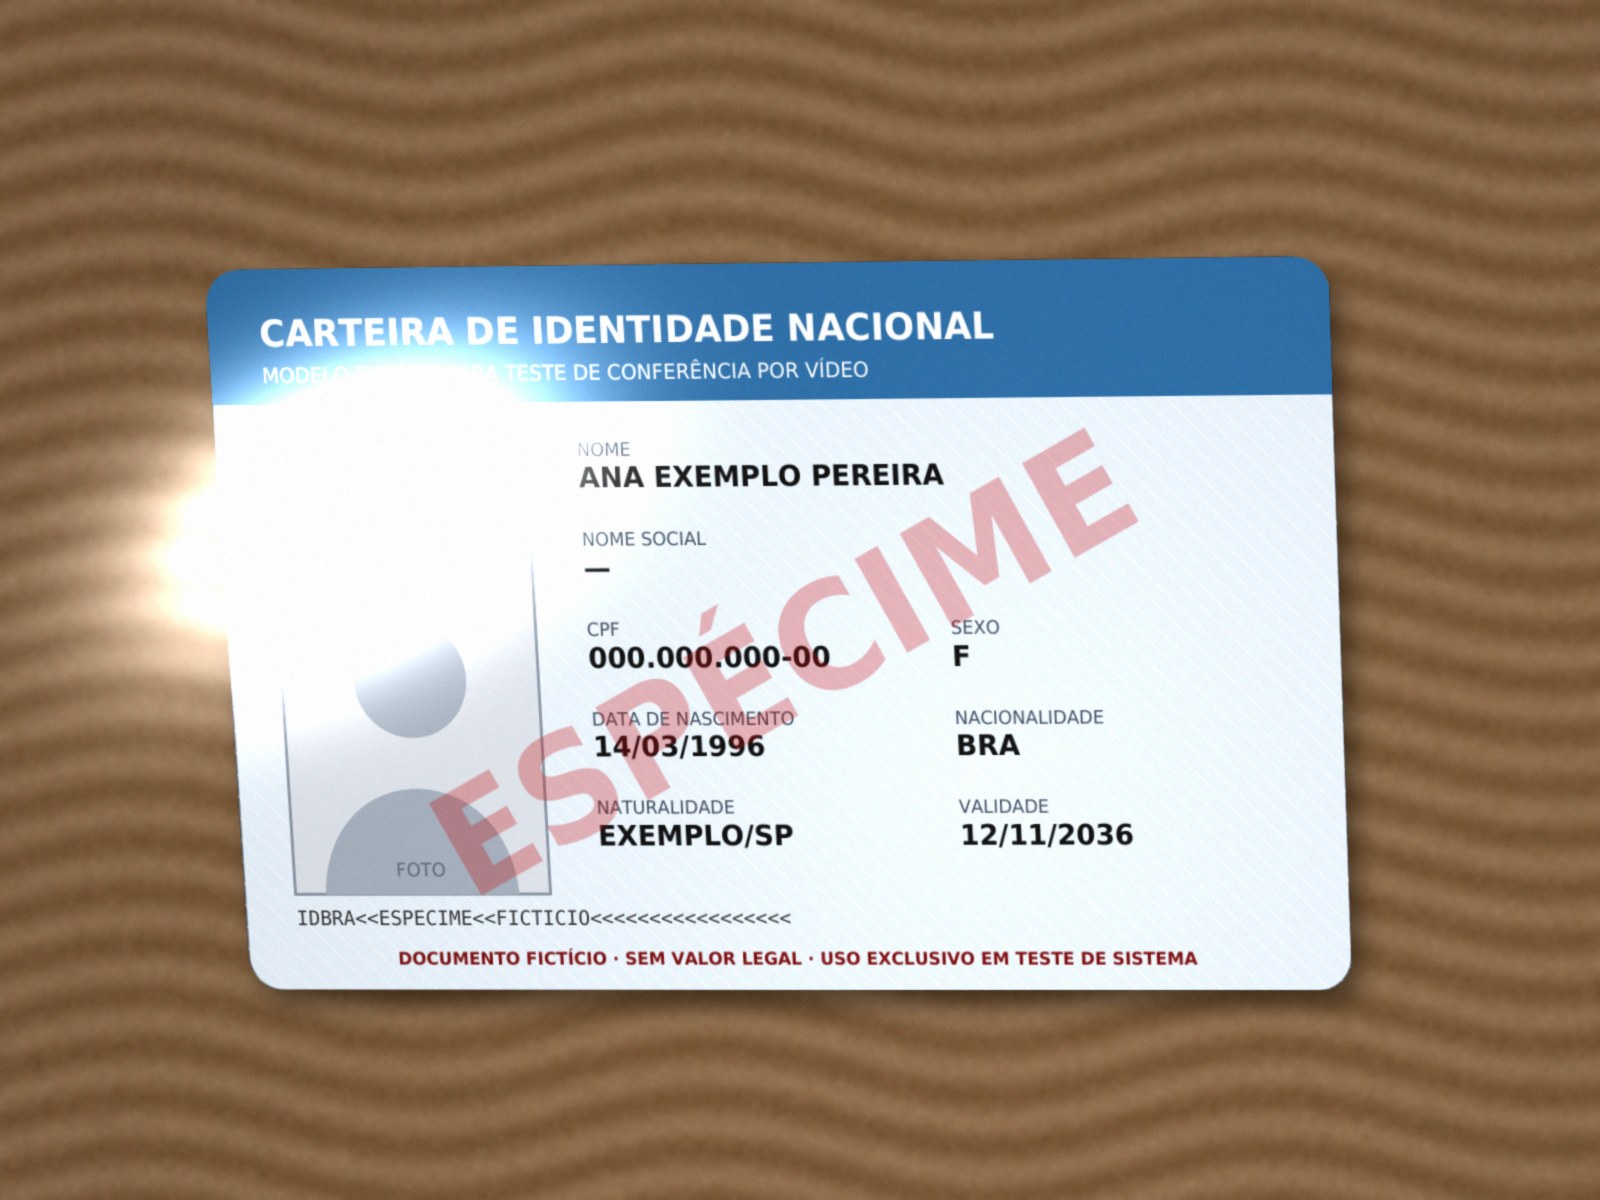 CARTEIRA DE IDENTIDADE NACIONAL
MODELO TESTE DE CONFERÊNCIA POR VÍDEO
NOME
ANA EXEMPLO PEREIRA
NOME SOCIAL
—
CPF
000.000.000-00
SEXO
F
DATA DE NASCIMENTO
14/03/1996
NACIONALIDADE
BRA
NATURALIDADE
EXEMPLO/SP
VALIDADE
12/11/2036
ESPÉCIME
FOTO
IDBRA<<ESPECIME<<FICTICIO<<<<<<<<<<<<<<<<<
DOCUMENTO FICTÍCIO · SEM VALOR LEGAL · USO EXCLUSIVO EM TESTE DE SISTEMA